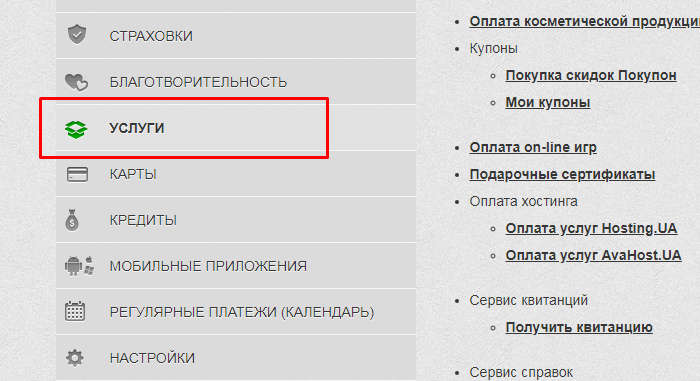 СТРАХОВКИ
БЛАГОТВОРИТЕЛЬНОСТЬ
УСЛУГИ
КАРТЫ
КРЕДИТЫ
МОБИЛЬНЫЕ ПРИЛОЖЕНИЯ
РЕГУЛЯРНЫЕ ПЛАТЕЖИ (КАЛЕНДАРЬ)
НАСТРОЙКИ
Оплата косметической продукци
Купоны
Покупка скидок Покупон
Мои купоны
Оплата on-line игр
Подарочные сертификаты
Оплата хостинга
Оплата услуг Hosting.UA
Оплата услуг AvaHost.UA
Сервис квитанций
Получить квитанцию
Сервис справок